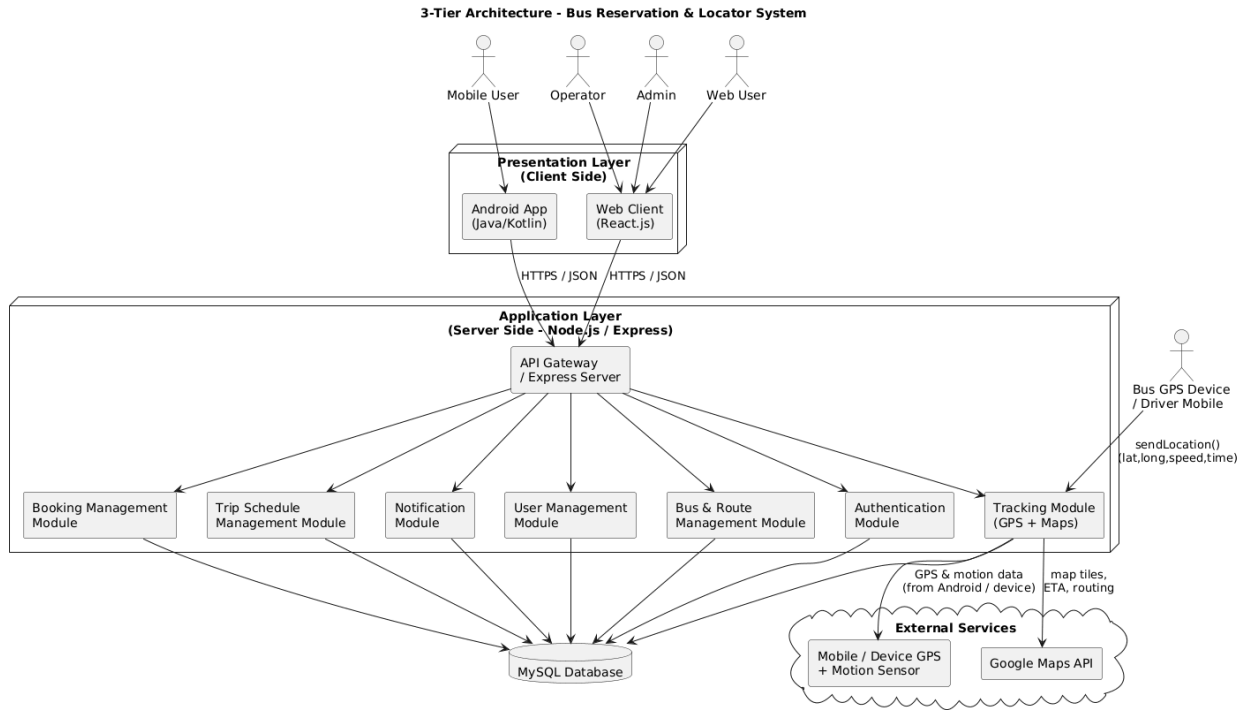 3-Tier Architecture - Bus Reservation & Locator System
Mobile User
Operator
Admin
Web User
Presentation Layer
(Client Side)
Android App
(Java/Kotlin)
Web Client
(React.js)
HTTPS / JSON
HTTPS / JSON
Application Layer
(Server Side - Node.js / Express)
API Gateway
/ Express Server
Bus GPS Device
/ Driver Mobile
sendLocation()
(lat,long,speed,time)
Booking Management
Module
Trip Schedule
Management Module
Notification
Module
User Management
Module
Bus & Route
Management Module
Authentication
Module
Tracking Module
(GPS + Maps)
GPS & motion data
(from Android / device)
map tiles,
ETA, routing
External Services
Mobile / Device GPS
+ Motion Sensor
Google Maps API
MySQL Database